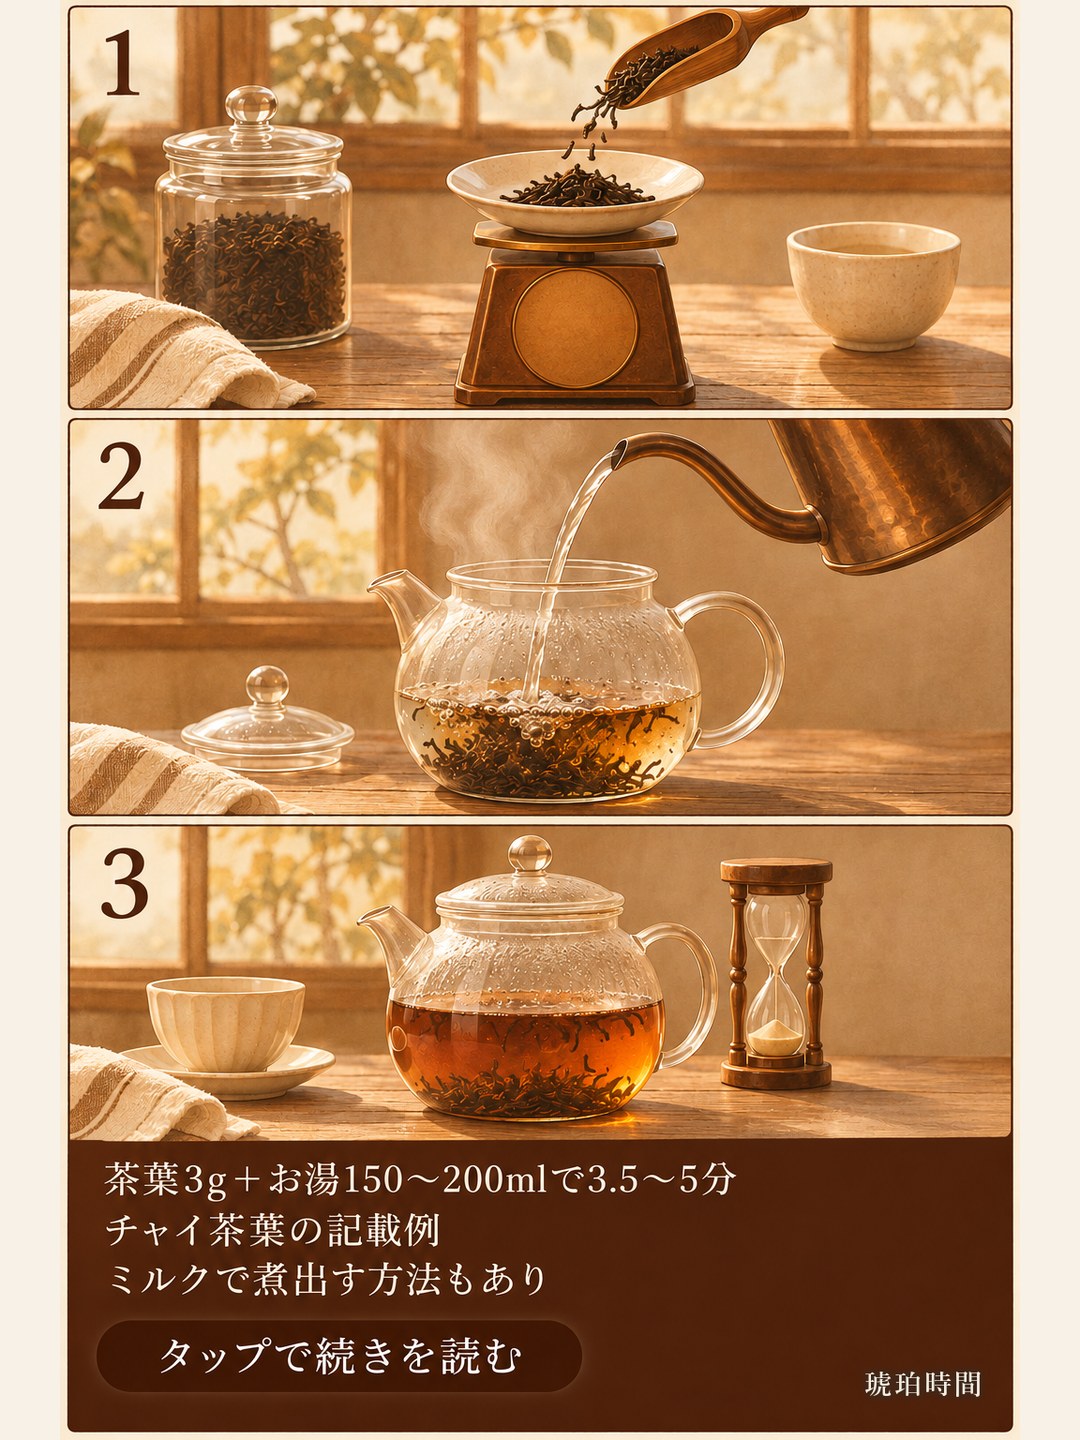 1
2
3
茶葉3g＋お湯150～200mlで3.5～5分
チャイ茶葉の記載例
ミルクで煮出す方法もあり
タップで続きを読む
琥珀時間